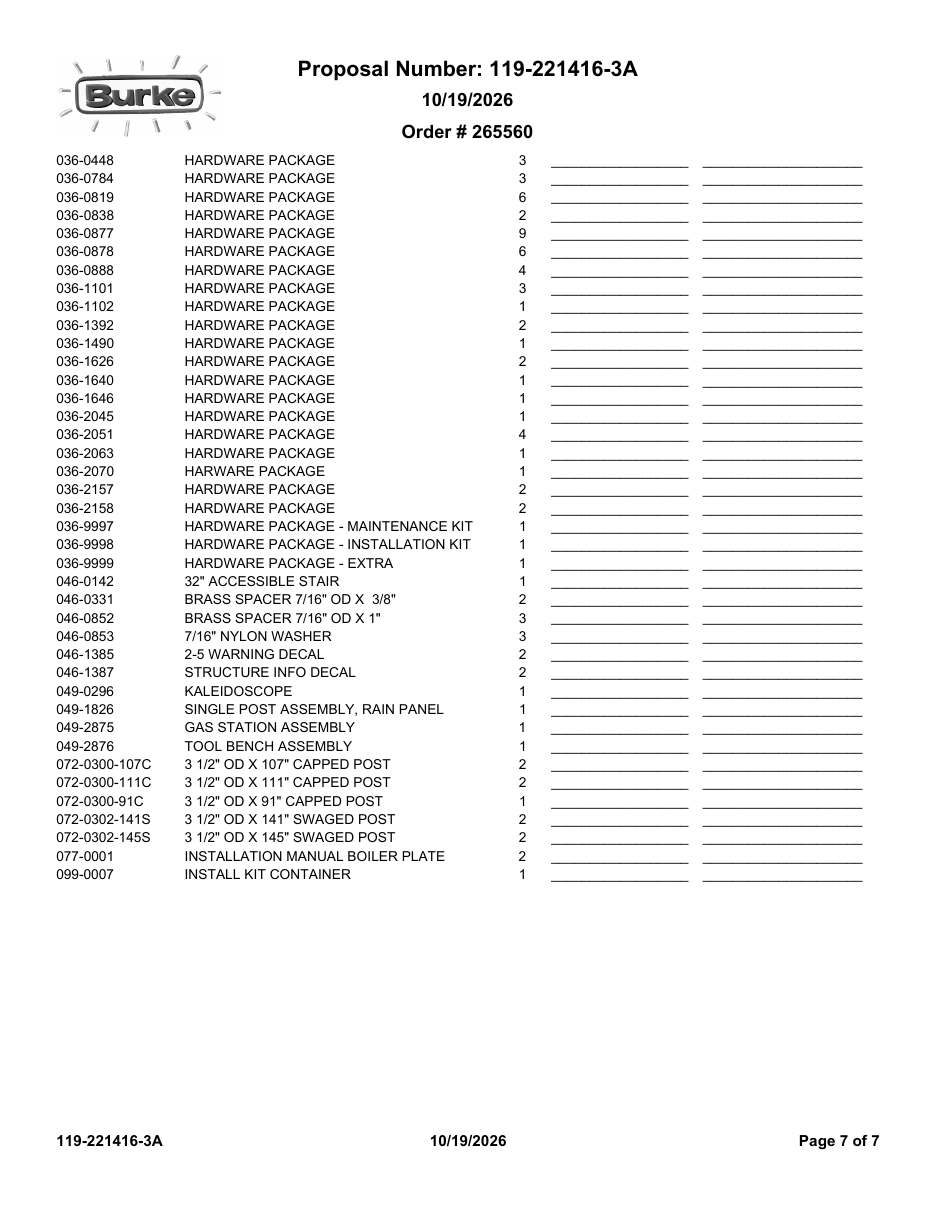 Burke
Proposal Number: 119-221416-3A
10/19/2026
Order # 265560
036-0448 HARDWARE PACKAGE 3
036-0784 HARDWARE PACKAGE 3
036-0819 HARDWARE PACKAGE 6
036-0838 HARDWARE PACKAGE 2
036-0877 HARDWARE PACKAGE 9
036-0878 HARDWARE PACKAGE 6
036-0888 HARDWARE PACKAGE 4
036-1101 HARDWARE PACKAGE 3
036-1102 HARDWARE PACKAGE 1
036-1392 HARDWARE PACKAGE 2
036-1490 HARDWARE PACKAGE 1
036-1626 HARDWARE PACKAGE 2
036-1640 HARDWARE PACKAGE 1
036-1646 HARDWARE PACKAGE 1
036-2045 HARDWARE PACKAGE 1
036-2051 HARDWARE PACKAGE 4
036-2063 HARDWARE PACKAGE 1
036-2070 HARWARE PACKAGE 1
036-2157 HARDWARE PACKAGE 2
036-2158 HARDWARE PACKAGE 2
036-9997 HARDWARE PACKAGE - MAINTENANCE KIT 1
036-9998 HARDWARE PACKAGE - INSTALLATION KIT 1
036-9999 HARDWARE PACKAGE - EXTRA 1
046-0142 32" ACCESSIBLE STAIR 1
046-0331 BRASS SPACER 7/16" OD X 3/8" 2
046-0852 BRASS SPACER 7/16" OD X 1" 3
046-0853 7/16" NYLON WASHER 3
046-1385 2-5 WARNING DECAL 2
046-1387 STRUCTURE INFO DECAL 2
049-0296 KALEIDOSCOPE 1
049-1826 SINGLE POST ASSEMBLY, RAIN PANEL 1
049-2875 GAS STATION ASSEMBLY 1
049-2876 TOOL BENCH ASSEMBLY 1
072-0300-107C 3 1/2" OD X 107" CAPPED POST 2
072-0300-111C 3 1/2" OD X 111" CAPPED POST 2
072-0300-91C 3 1/2" OD X 91" CAPPED POST 1
072-0302-141S 3 1/2" OD X 141" SWAGED POST 2
072-0302-145S 3 1/2" OD X 145" SWAGED POST 2
077-0001 INSTALLATION MANUAL BOILER PLATE 2
099-0007 INSTALL KIT CONTAINER 1
119-221416-3A 10/19/2026 Page 7 of 7